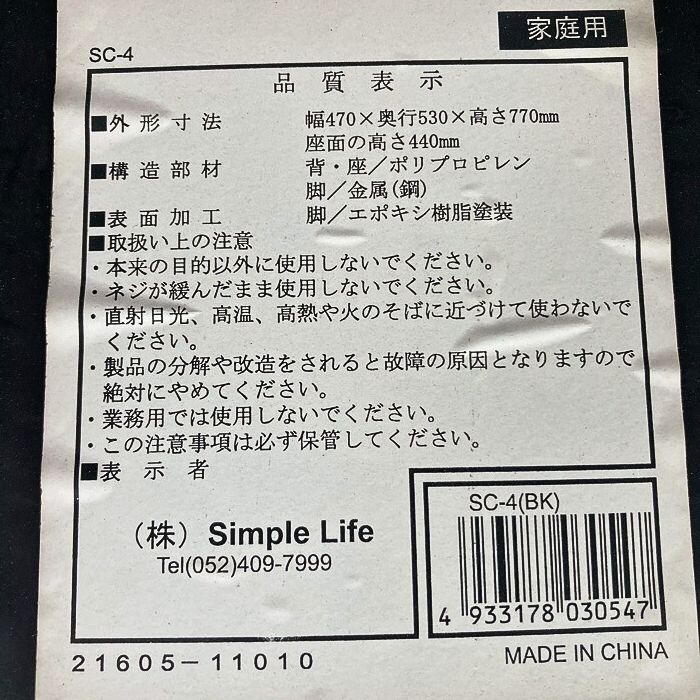 家庭用
SC-4
品質表示
■外形寸法 幅470×奥行530×高さ770mm
座面の高さ440mm
■構造部材 背・座／ポリプロピレン
脚／金属(鋼)
■表面加工 脚／エポキシ樹脂塗装
■取扱い上の注意
・本来の目的以外に使用しないでください。
・ネジが緩んだまま使用しないでください。
・直射日光、高温、高熱や火のそばに近づけて使わないで
ください。
・製品の分解や改造をされると故障の原因となりますので
絶対にやめてください。
・業務用では使用しないでください。
・この注意事項は必ず保管してください。
■表示者
（株）Simple Life
Tel(052)409-7999
SC-4(BK)
4 933178 030547
21605-11010
MADE IN CHINA